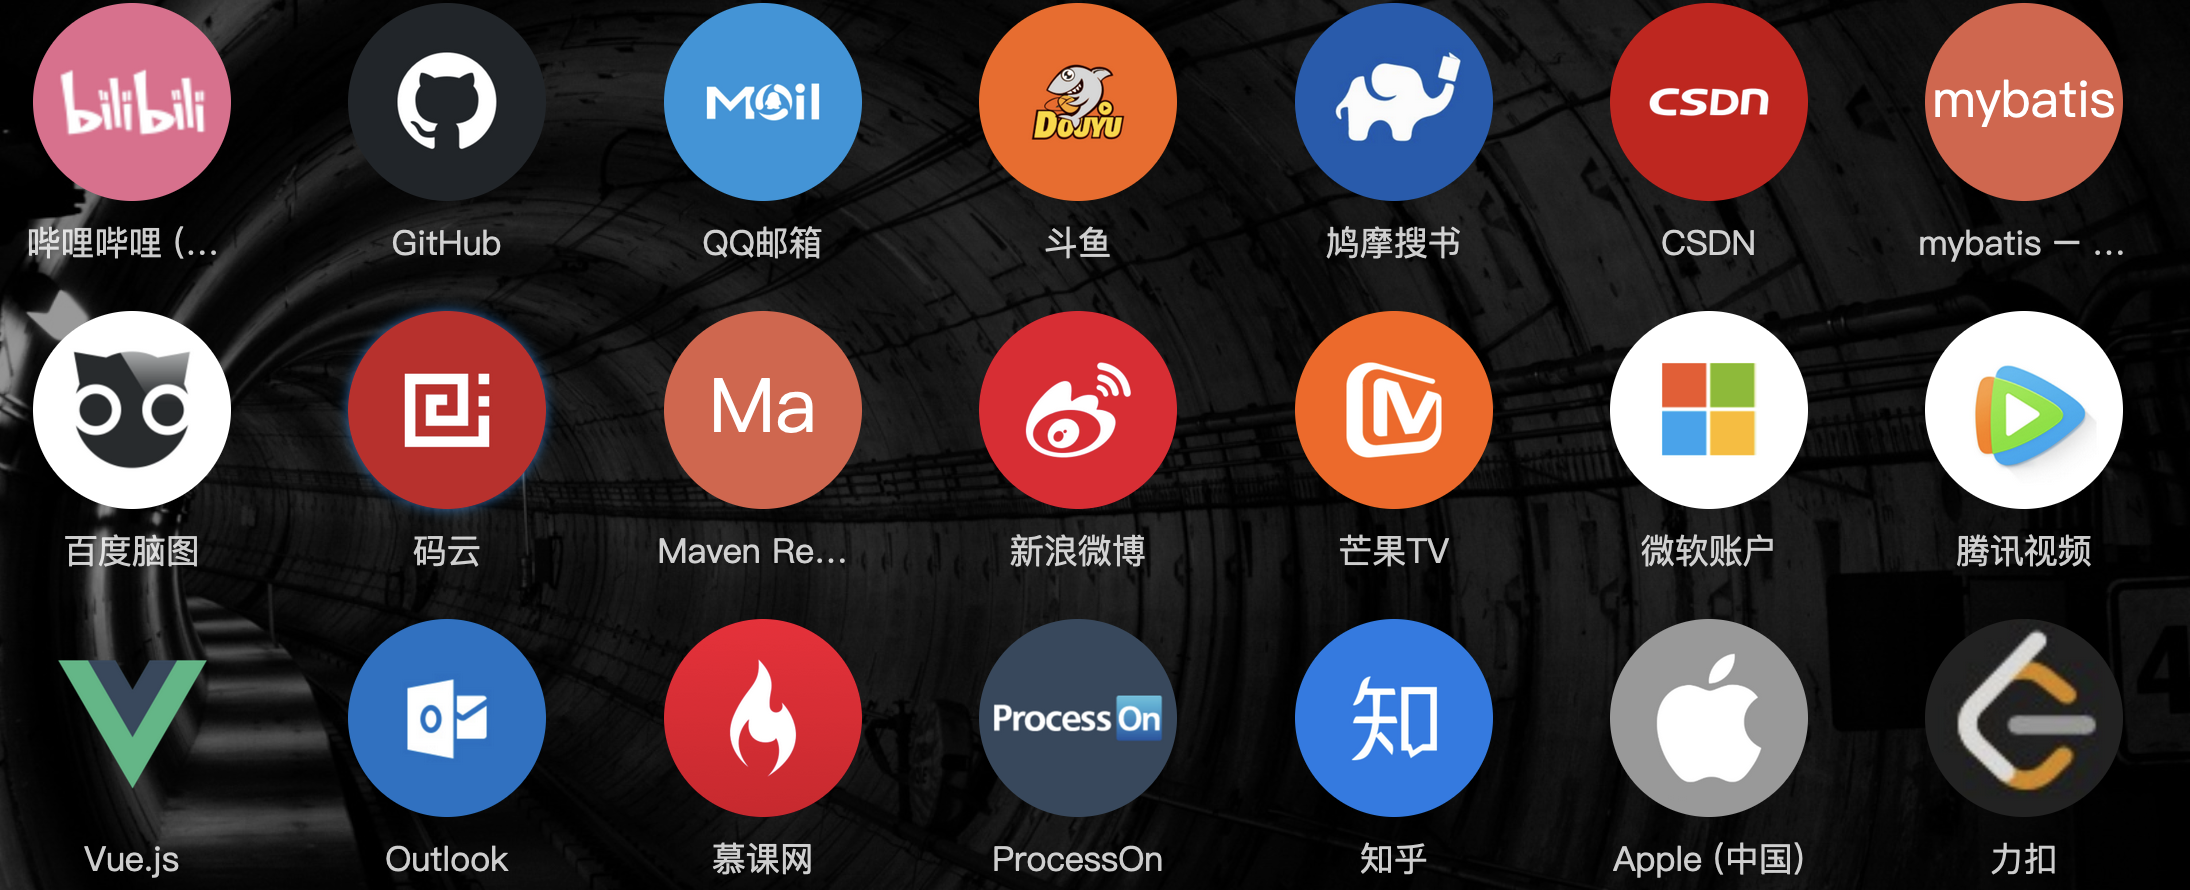 bilibili
Mail
DOUYU
CSDN
mybatis
哔哩哔哩 (...
GitHub
QQ邮箱
斗鱼
鸠摩搜书
CSDN
mybatis – ...
Ma
百度脑图
码云
Maven Re...
新浪微博
芒果TV
微软账户
腾讯视频
ProcessOn
知
Vue.js
Outlook
慕课网
ProcessOn
知乎
Apple (中国)
力扣